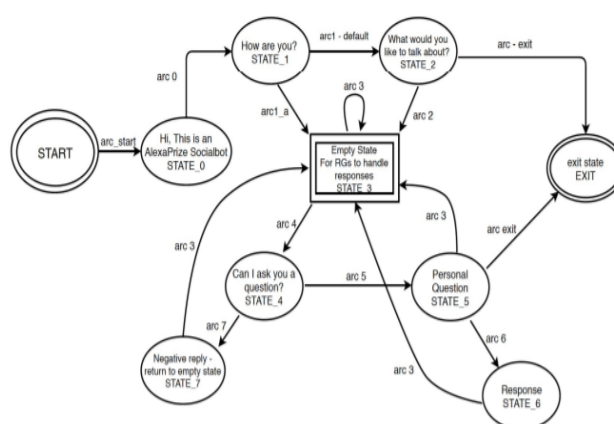 How are you?
STATE_1
arc1 - default
What would you
like to talk about?
STATE_2
arc - exit
arc 0
arc1_a
arc 3
arc 2
START
arc_start
Hi, This is an
AlexaPrize Socialbot
STATE_0
Empty State
For RGs to handle
responses
STATE_3
exit state
EXIT
arc 3
arc 4
arc 3
arc exit
Can I ask you a
question?
STATE_4
arc 5
Personal
Question
STATE_5
arc 7
arc 6
Negative reply -
return to empty state
STATE_7
arc 3
Response
STATE_6